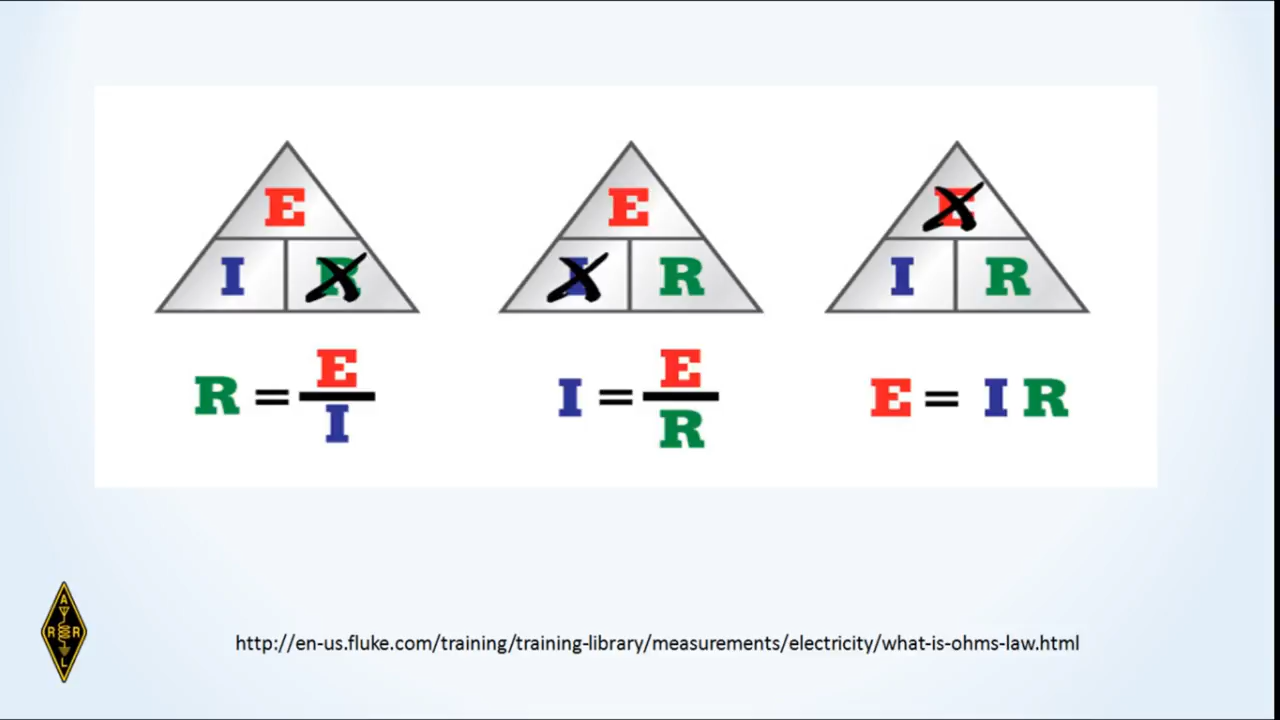 E
I R
E
I R
E
I R
R = E / I
I = E / R
E = I R
A
R R
L
http://en-us.fluke.com/training/training-library/measurements/electricity/what-is-ohms-law.html